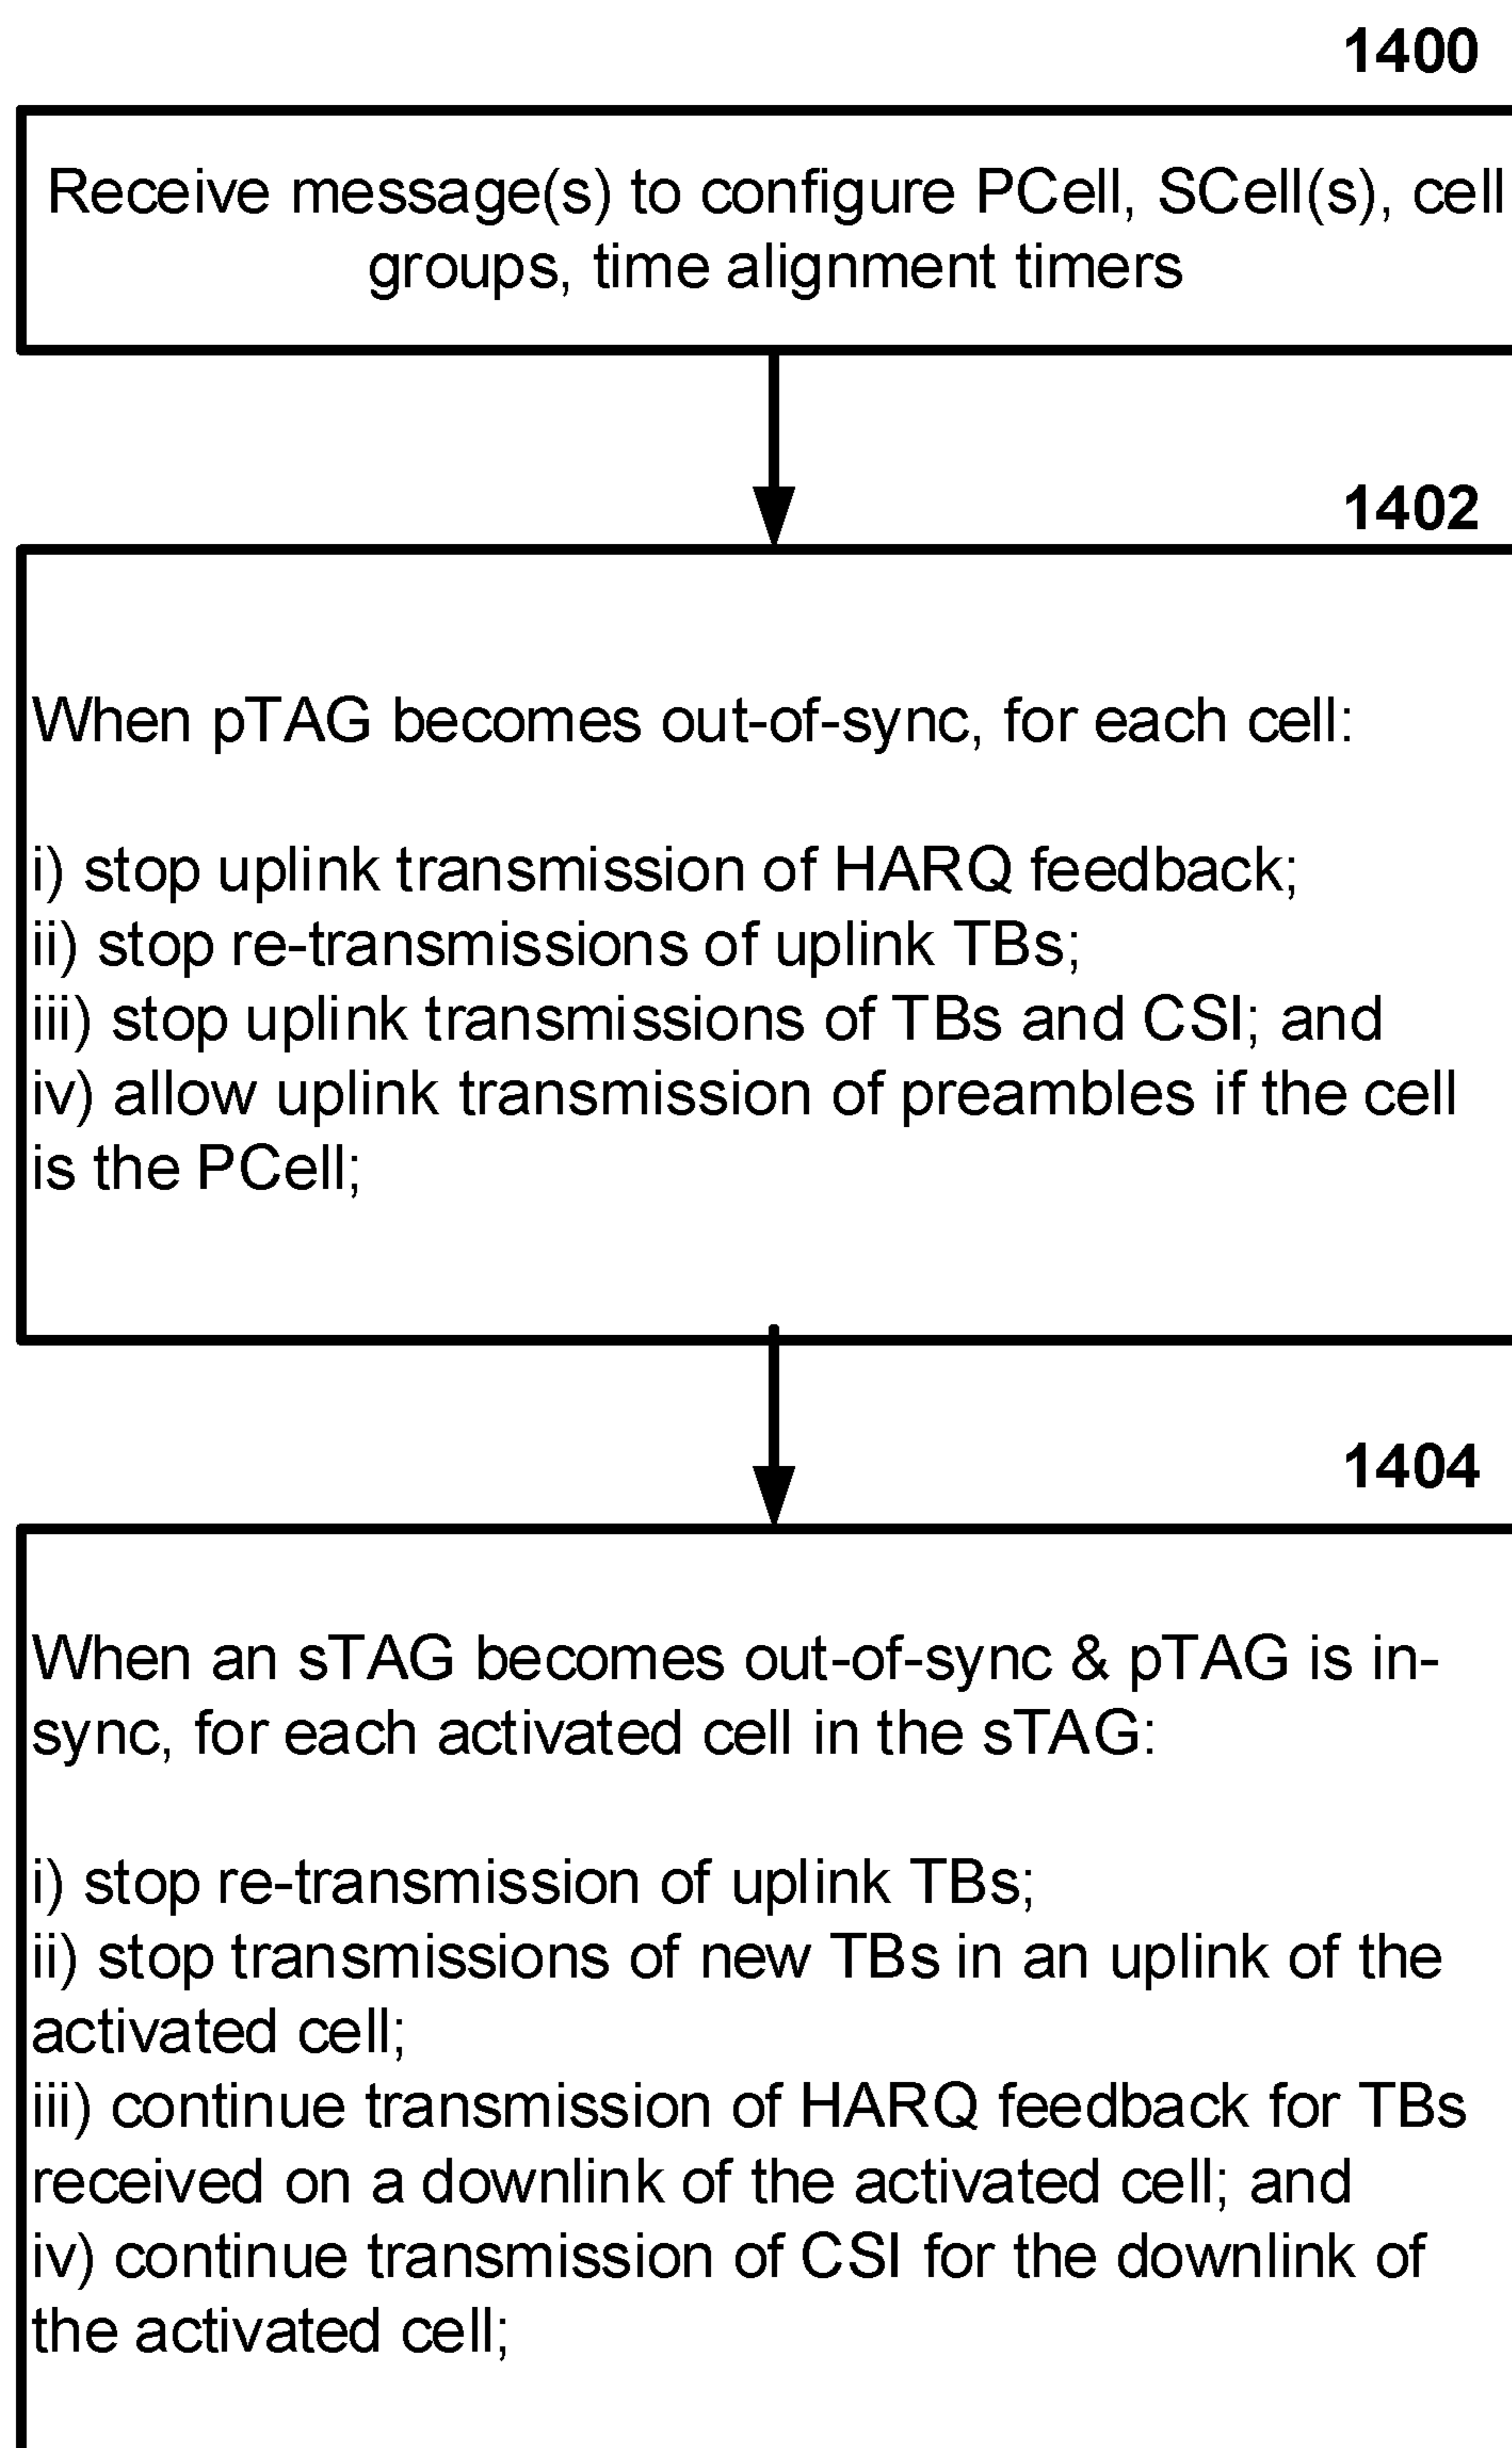 1400
Receive message(s) to configure PCell, SCell(s), cell
groups, time alignment timers
1402
When pTAG becomes out-of-sync, for each cell:
i) stop uplink transmission of HARQ feedback;
ii) stop re-transmissions of uplink TBs;
iii) stop uplink transmissions of TBs and CSI; and
iv) allow uplink transmission of preambles if the cell
is the PCell;
1404
When an sTAG becomes out-of-sync & pTAG is in-
sync, for each activated cell in the sTAG:
i) stop re-transmission of uplink TBs;
ii) stop transmissions of new TBs in an uplink of the
activated cell;
iii) continue transmission of HARQ feedback for TBs
received on a downlink of the activated cell; and
iv) continue transmission of CSI for the downlink of
the activated cell;